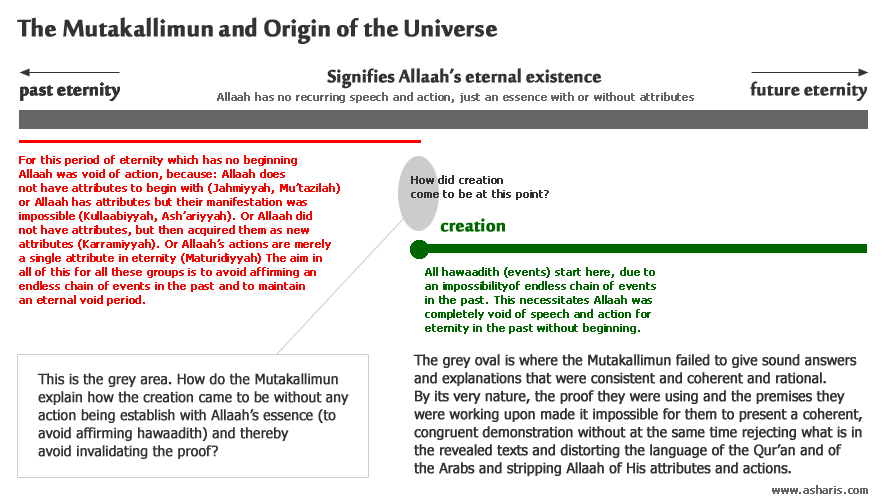 The Mutakallimun and Origin of the Universe
Signifies Allaah's eternal existence
past eternity
Allaah has no recurring speech and action, just an essence with or without attributes
future eternity
For this period of eternity which has no beginning
Allaah was void of action, because: Allaah does
not have attributes to begin with (Jahmiyyah, Mu'tazilah)
or Allaah has attributes but their manifestation was
impossible (Kullaabiyyah, Ash'ariyyah). Or Allaah did
not have attributes, but then acquired them as new
attributes (Karramiyyah). Or Allaah's actions are merely
a single attribute in eternity (Maturidiyyah) The aim in
all of this for all these groups is to avoid affirming an
endless chain of events in the past and to maintain
an eternal void period.
How did creation
come to be at this point?
creation
All hawaadith (events) start here, due to
an impossibilityof endless chain of events
in the past. This necessitates Allaah was
completely void of speech and action for
eternity in the past without beginning.
This is the grey area. How do the Mutakallimun
explain how the creation came to be without any
action being establish with Allaah's essence (to
avoid affirming hawaadith) and thereby
avoid invalidating the proof?
The grey oval is where the Mutakallimun failed to give sound answers
and explanations that were consistent and coherent and rational.
By its very nature, the proof they were using and the premises they
were working upon made it impossible for them to present a coherent,
congruent demonstration without at the same time rejecting what is in
the revealed texts and distorting the language of the Qur'an and of
the Arabs and stripping Allaah of His attributes and actions.
www.asharis.com